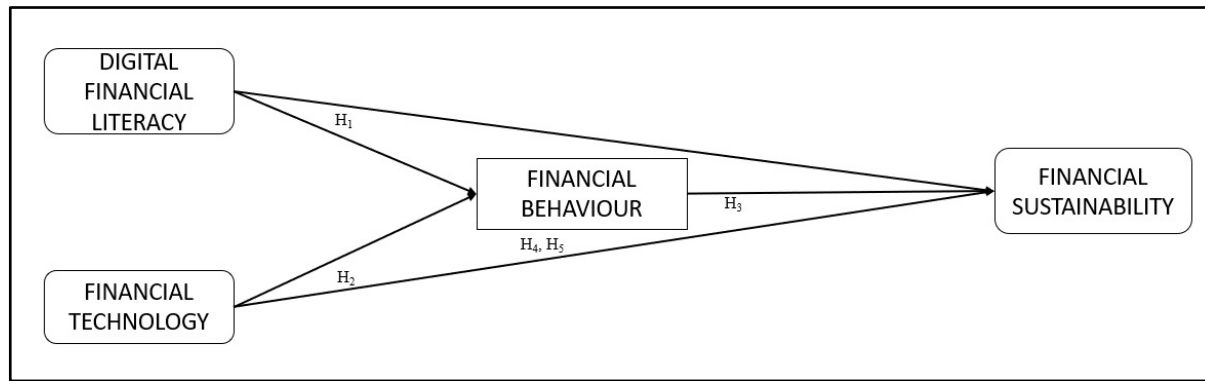 DIGITAL
FINANCIAL
LITERACY
H₁
FINANCIAL
BEHAVIOUR
H₃
FINANCIAL
SUSTAINABILITY
H₄, H₅
H₂
FINANCIAL
TECHNOLOGY